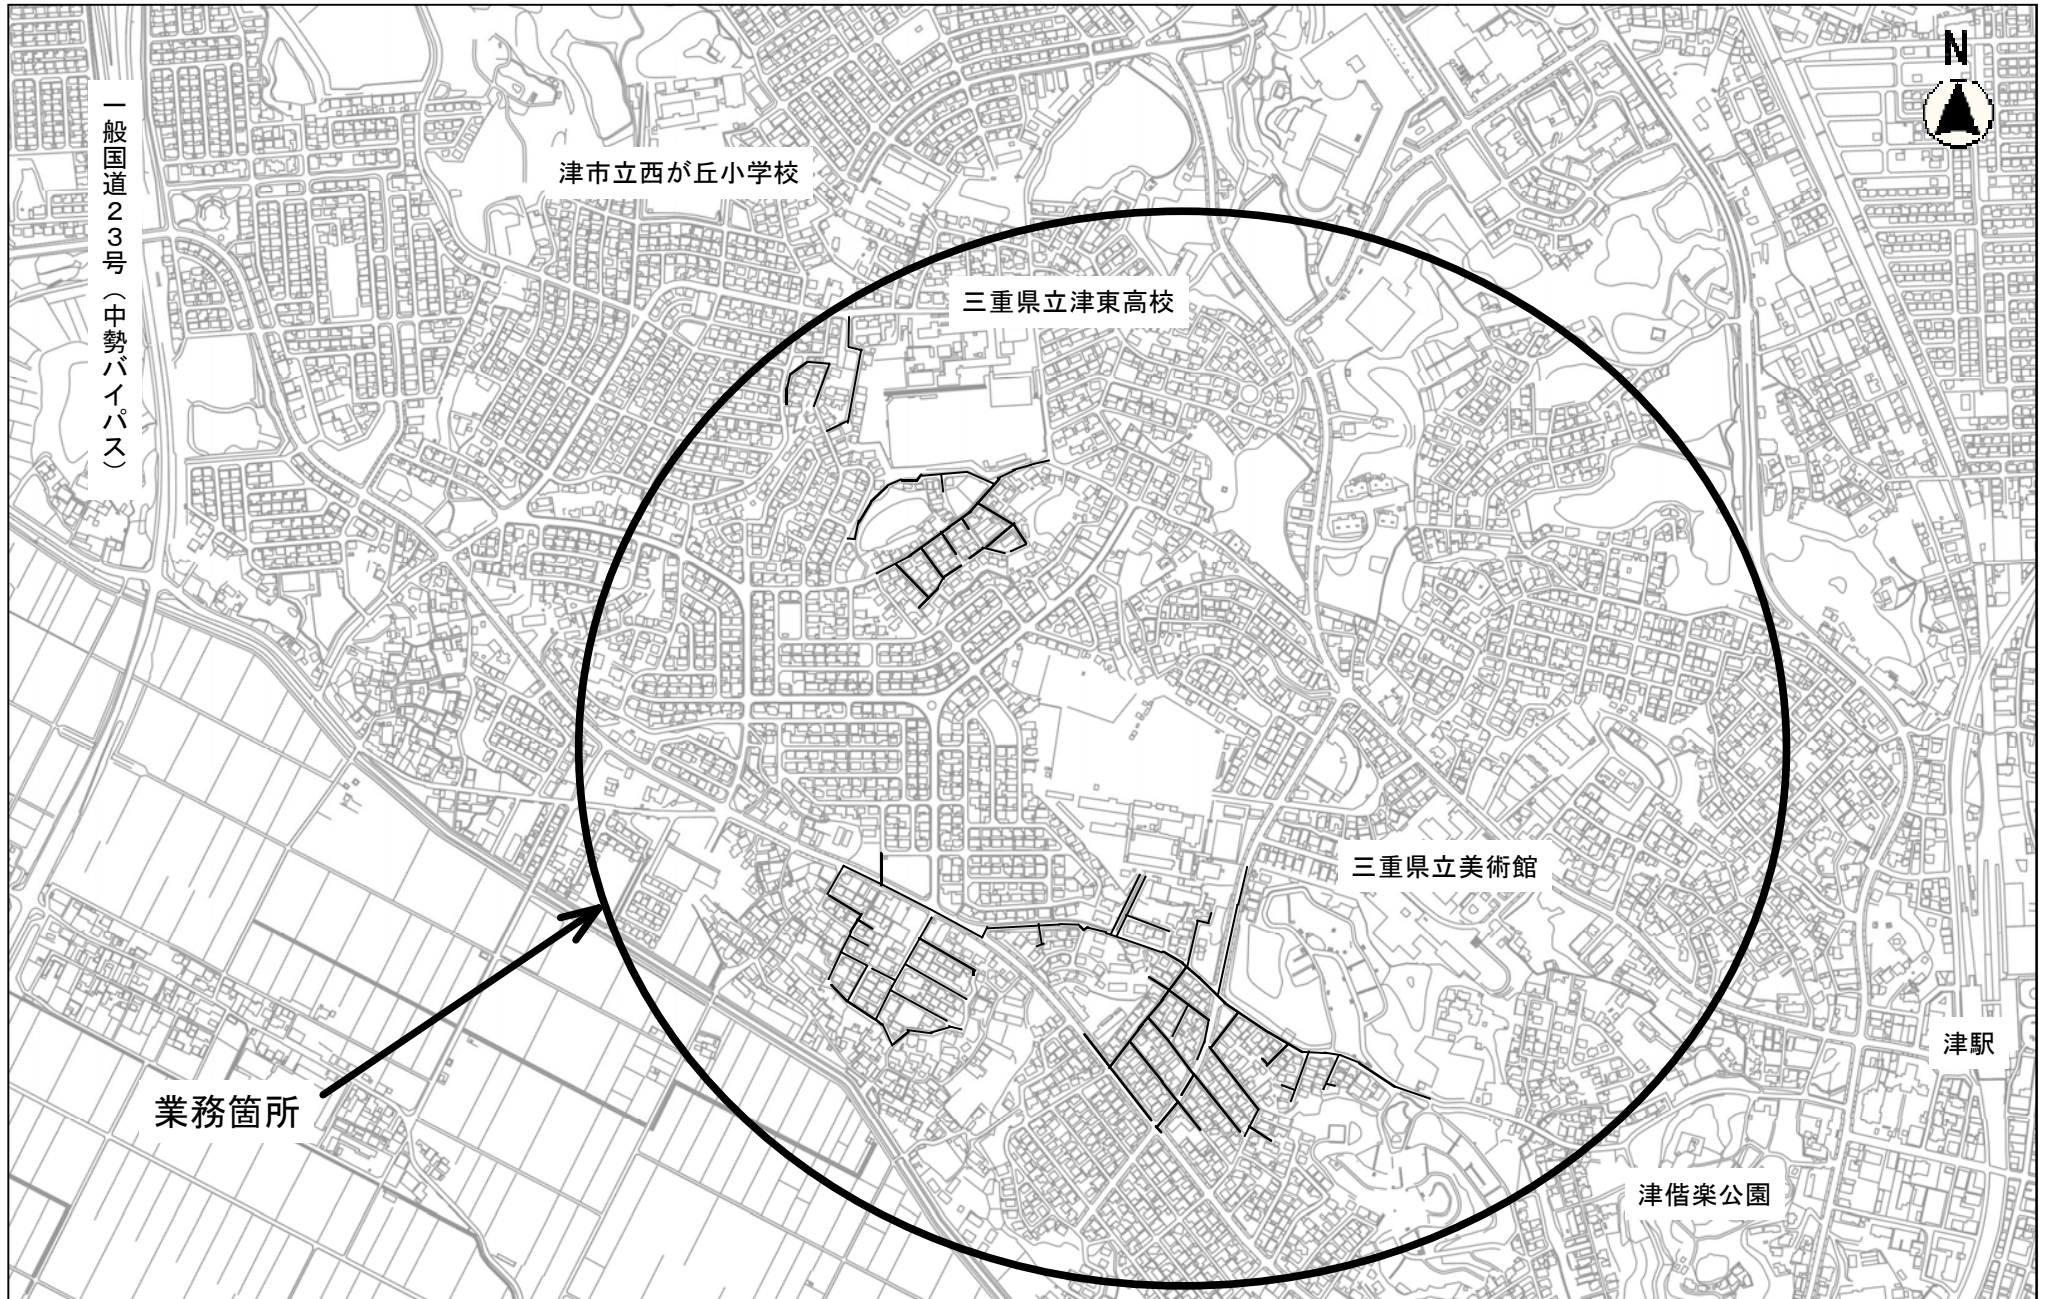 N
一般国道23号(中勢バイパス)
津市立西が丘小学校
三重県立津東高校
三重県立美術館
津駅
業務箇所
津偕楽公園